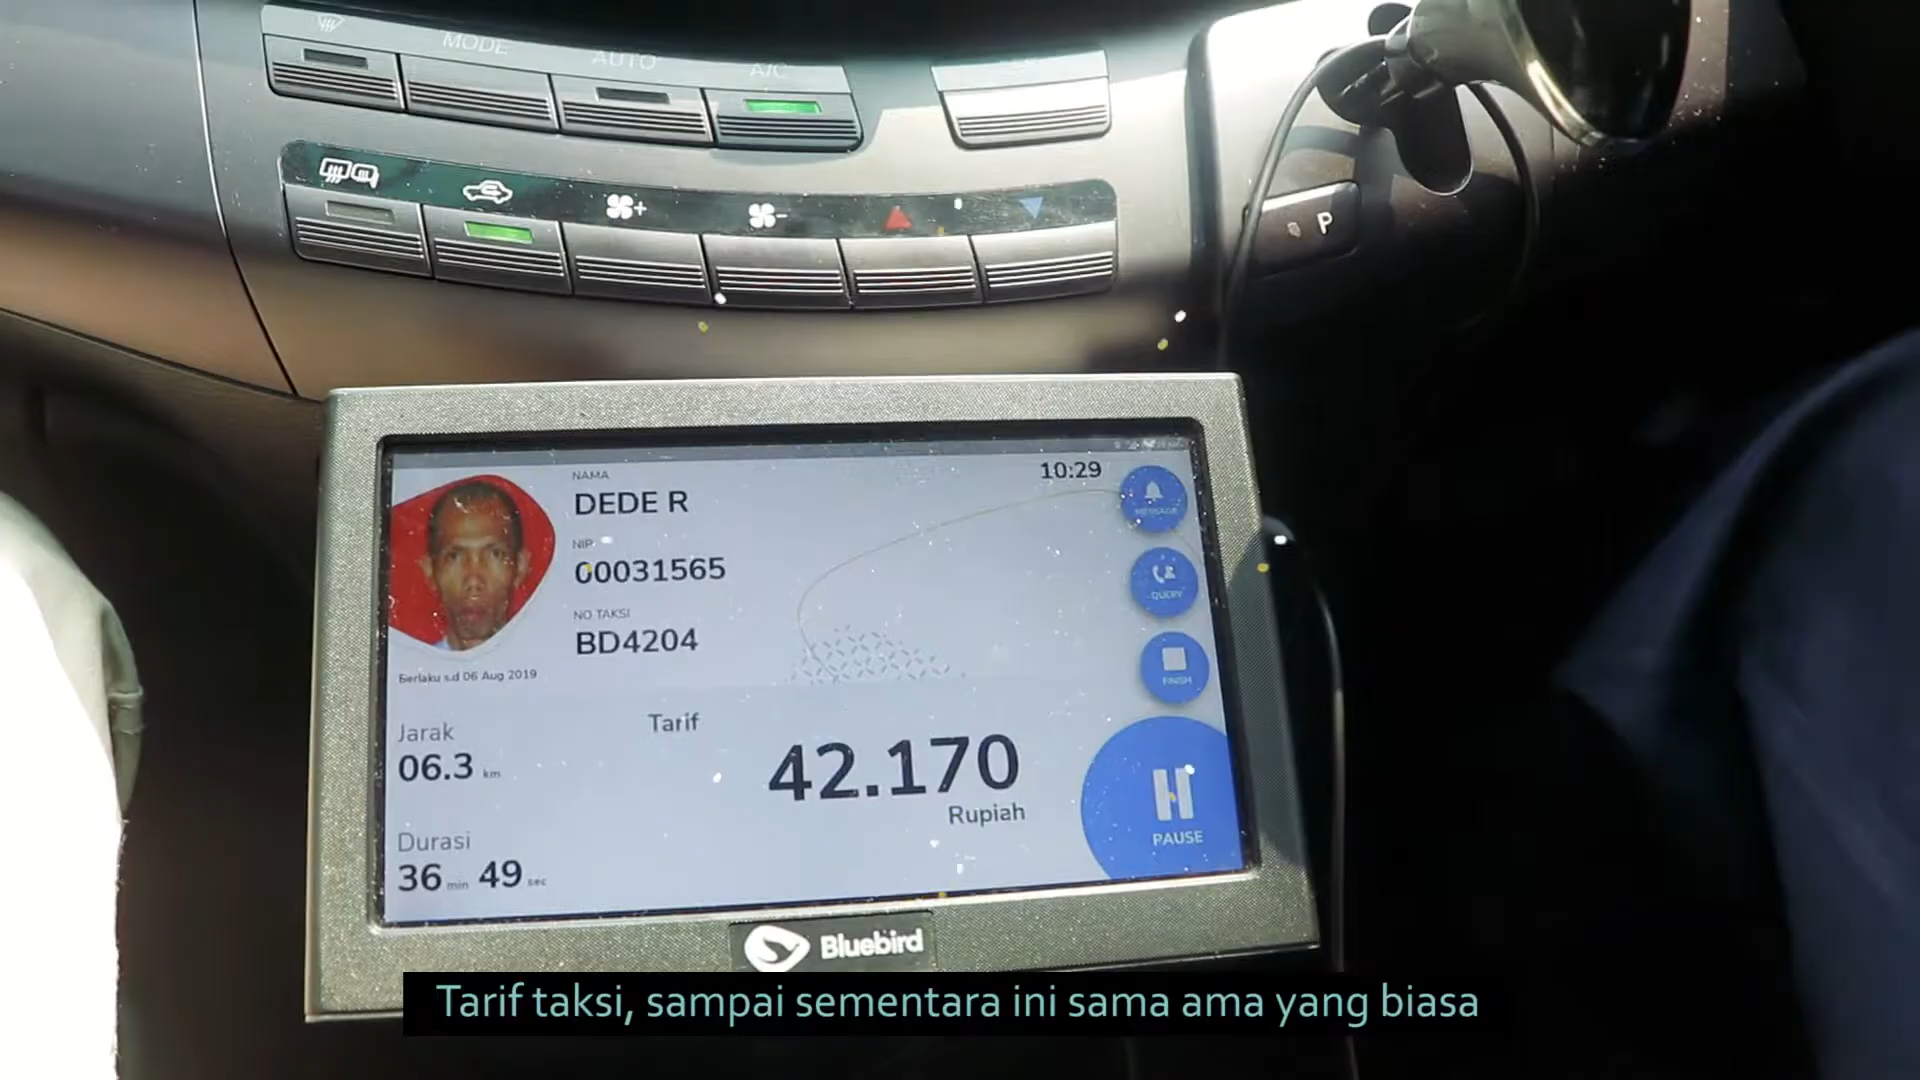 MODE
AUTO
A/C
P
NAMA
DEDE R
NIP
00031565
NO TAKSI
BD4204
Berlaku s.d 06 Aug 2019
10:29
MESSAGE
QUERY
FINISH
Jarak
06.3 km
Tarif
42.170
Rupiah
Durasi
36 min 49 sec
PAUSE
Bluebird
Tarif taksi, sampai sementara ini sama ama yang biasa